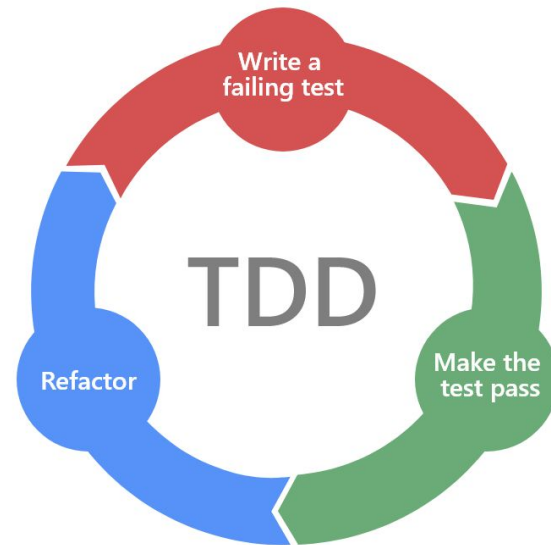 Write a
failing test
TDD
Make the
test pass
Refactor